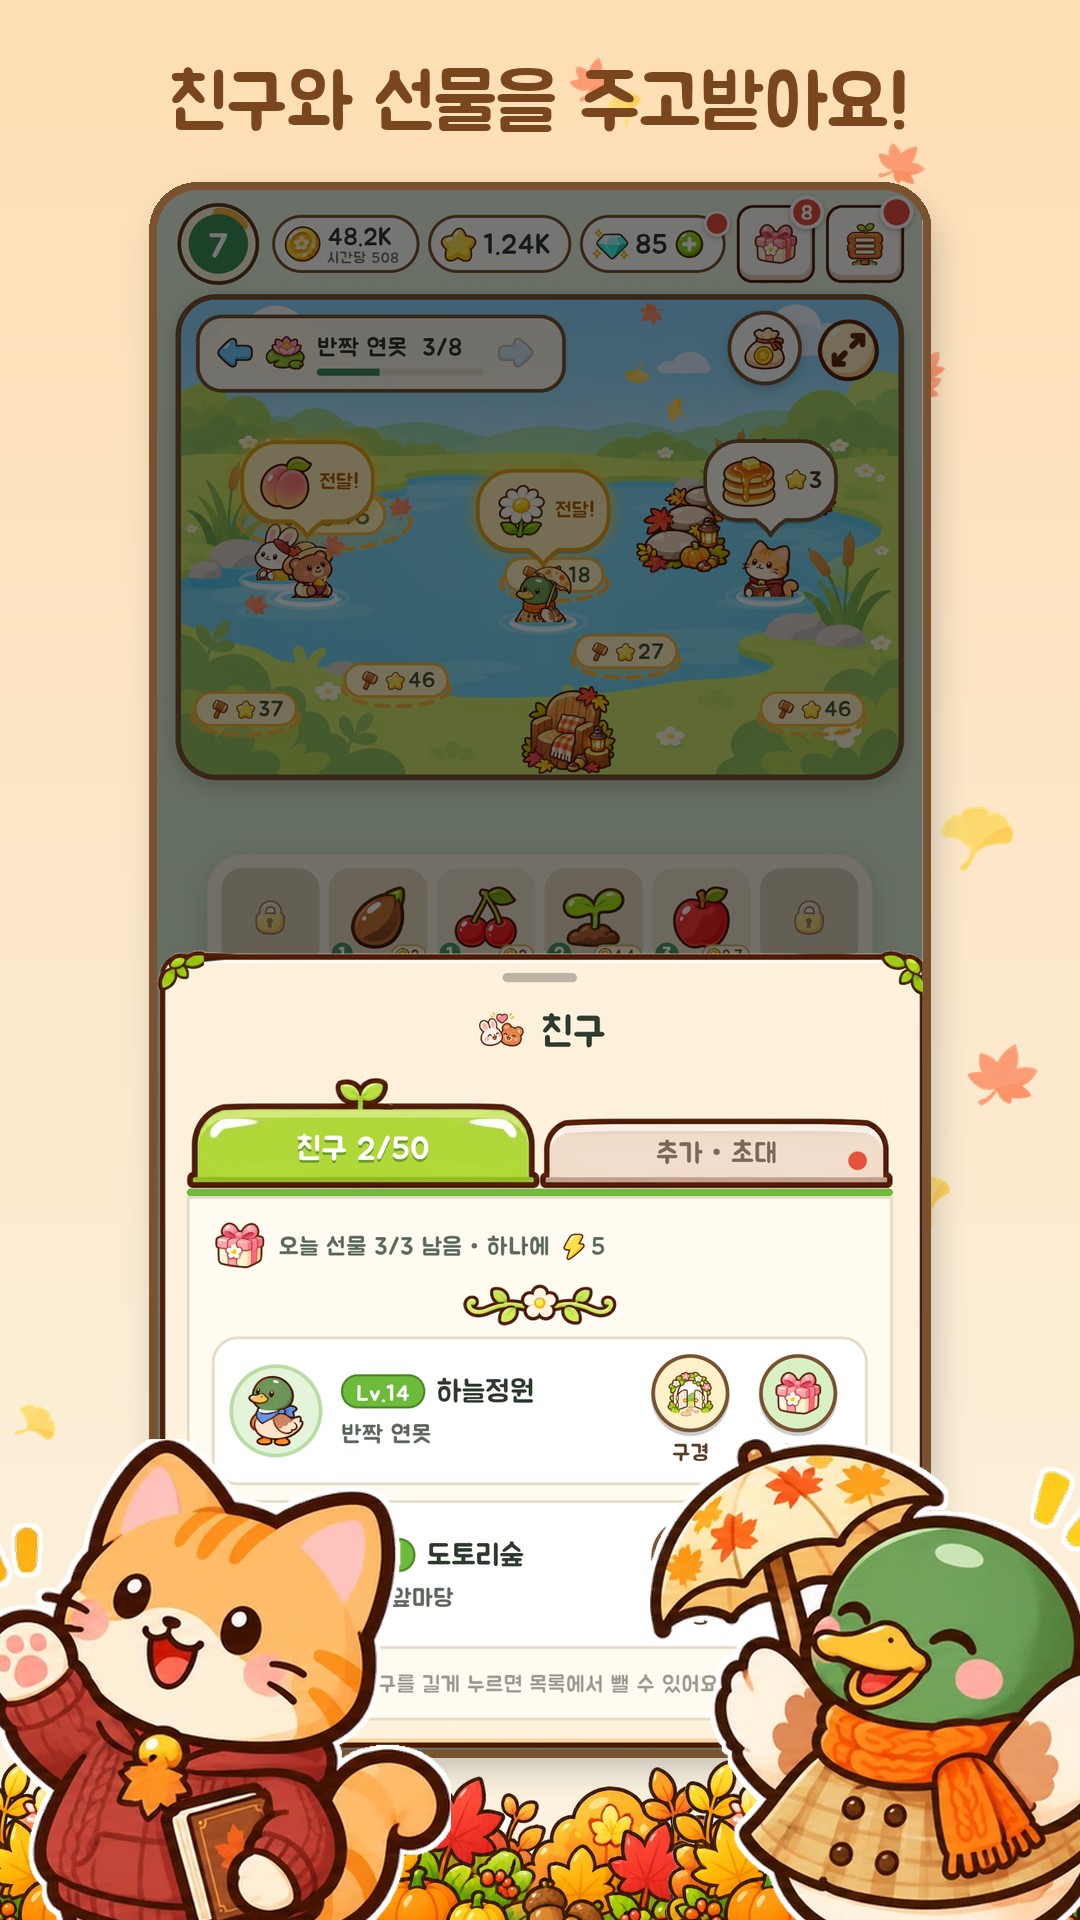 친구와 선물을 주고받아요!
7
48.2K
시간당 508
1.24K
85
8
반짝 연못 3/8
전달!
전달!
3
18
27
46
37
46
친구
친구 2/50
추가 • 초대
오늘 선물 3/3 남음 • 하나에 5
Lv.14 하늘정원
반짝 연못
구경
도토리숲
앞마당
구를 길게 누르면 목록에서 뺄 수 있어요